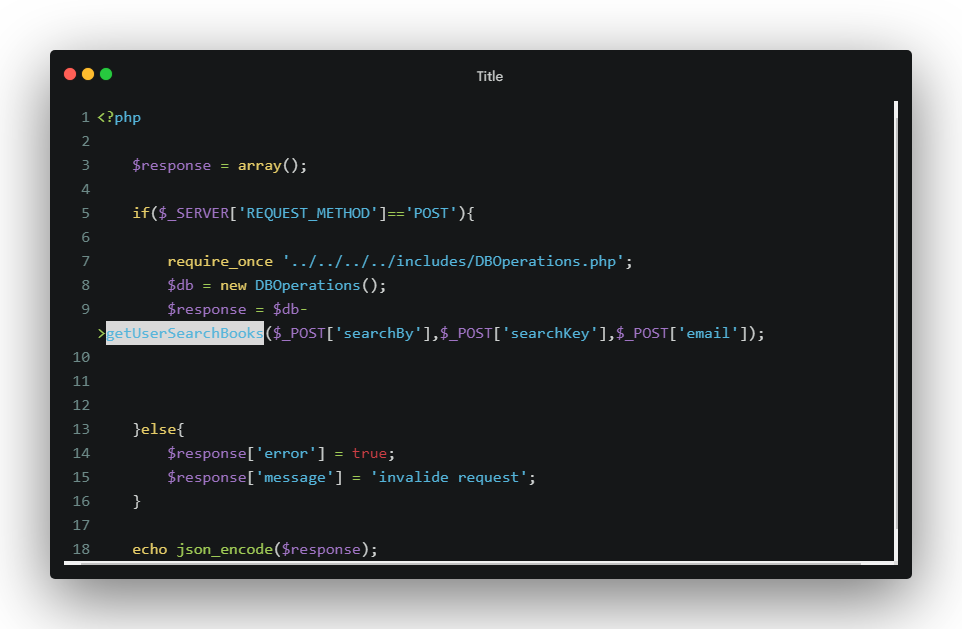 Title
1 <?php
2
3 $response = array();
4
5 if($_SERVER['REQUEST_METHOD']=='POST'){
6
7 require_once '../../../../includes/DBOperations.php';
8 $db = new DBOperations();
9 $response = $db-
>getUserSearchBooks($_POST['searchBy'],$_POST['searchKey'],$_POST['email']);
10
11
12
13 }else{
14 $response['error'] = true;
15 $response['message'] = 'invalide request';
16 }
17
18 echo json_encode($response);